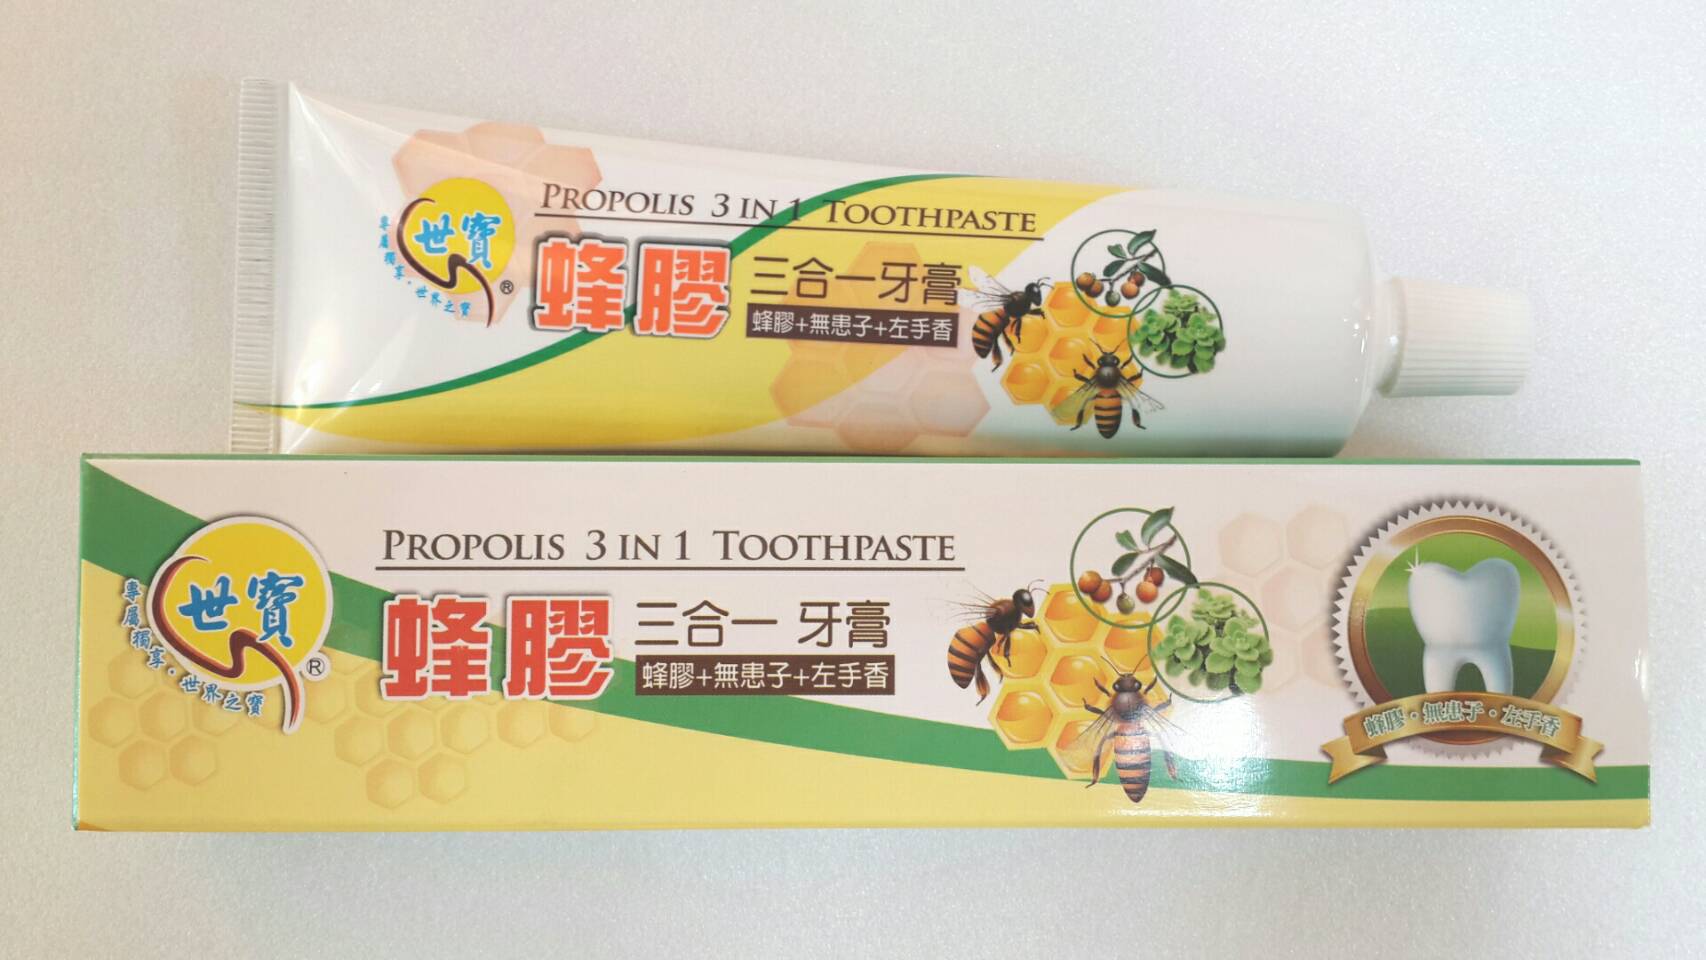 世寶
專屬獨享・世界之寶
®
PROPOLIS 3 IN 1 TOOTHPASTE
蜂膠 三合一牙膏
蜂膠+無患子+左手香
世寶
專屬獨享・世界之寶
®
PROPOLIS 3 IN 1 TOOTHPASTE
蜂膠 三合一 牙膏
蜂膠+無患子+左手香
蜂膠・無患子・左手香